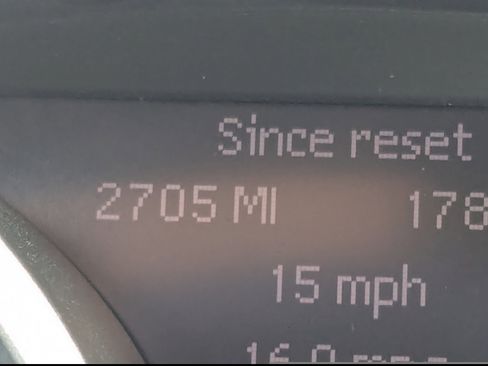 Since reset
2705 MI 178
15 mph